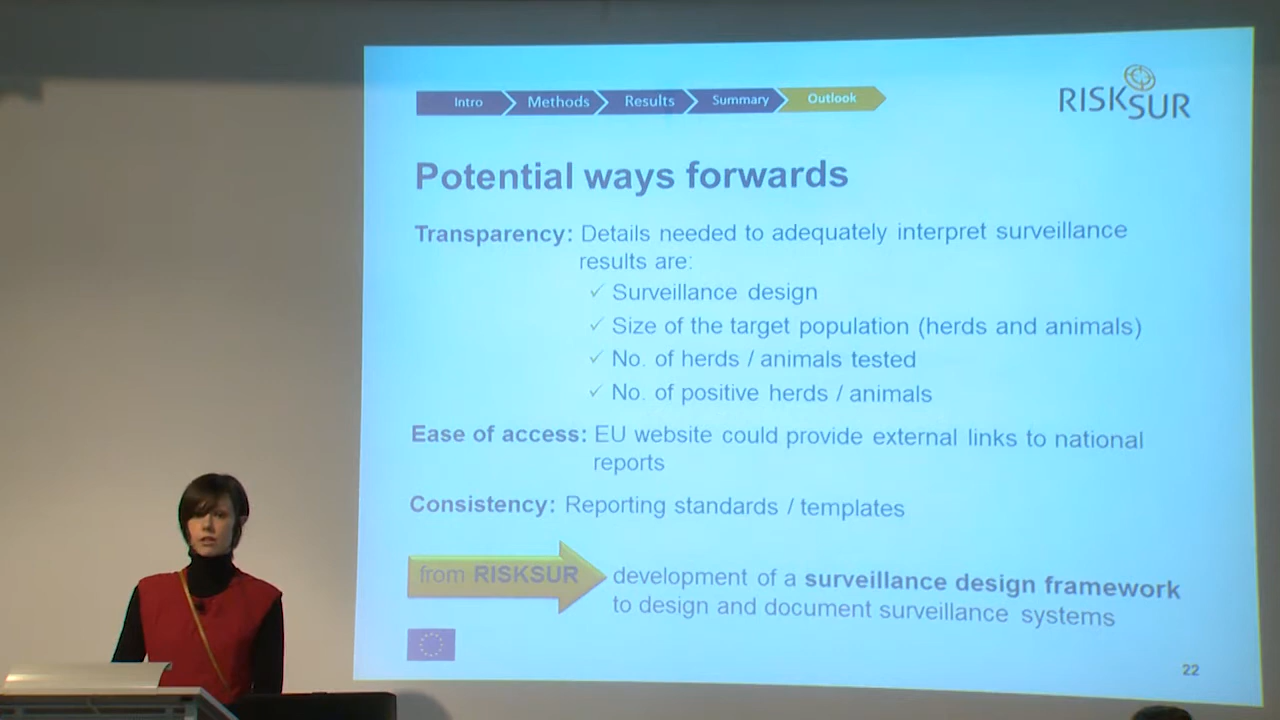 Intro Methods Results Summary Outlook
RISKSUR
Potential ways forwards
Transparency: Details needed to adequately interpret surveillance
results are:
✓ Surveillance design
✓ Size of the target population (herds and animals)
✓ No. of herds / animals tested
✓ No. of positive herds / animals
Ease of access: EU website could provide external links to national
reports
Consistency: Reporting standards / templates
from RISKSUR development of a surveillance design framework
to design and document surveillance systems
22